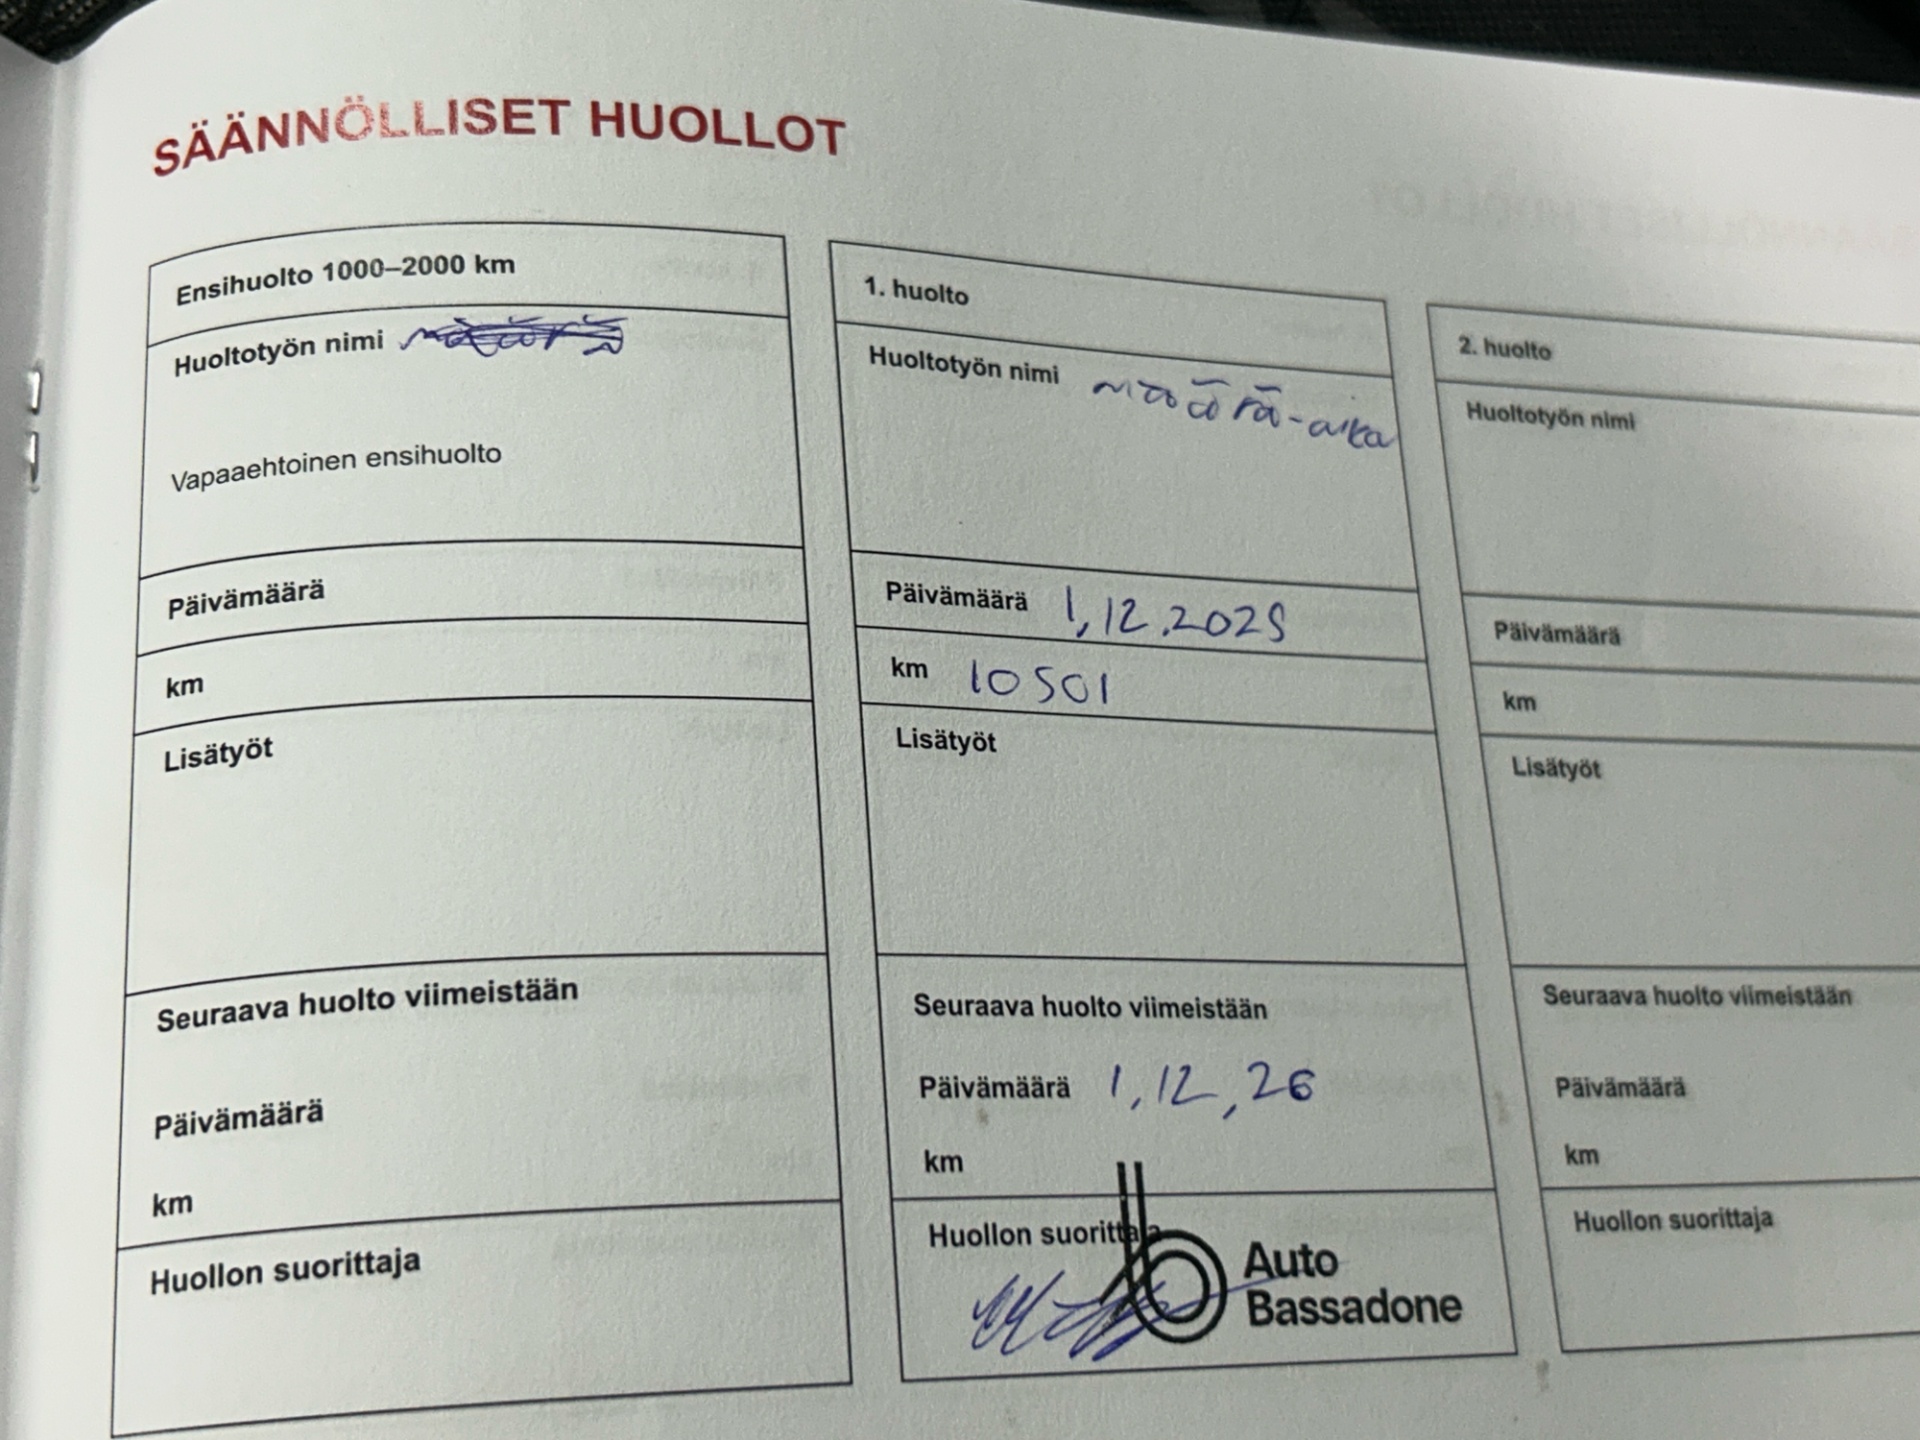 SÄÄNNÖLLISET HUOLLOT
Ensihuolto 1000–2000 km
Huoltotyön nimi
Vapaaehtoinen ensihuolto
Päivämäärä
km
Lisätyöt
Seuraava huolto viimeistään
Päivämäärä
km
Huollon suorittaja
1. huolto
Huoltotyön nimi määrä-aika
Päivämäärä 1,12.2025
km 10501
Lisätyöt
Seuraava huolto viimeistään
Päivämäärä 1,12,26
km
Huollon suorittaja
Auto
Bassadone
2. huolto
Huoltotyön nimi
Päivämäärä
km
Lisätyöt
Seuraava huolto viimeistään
Päivämäärä
km
Huollon suorittaja